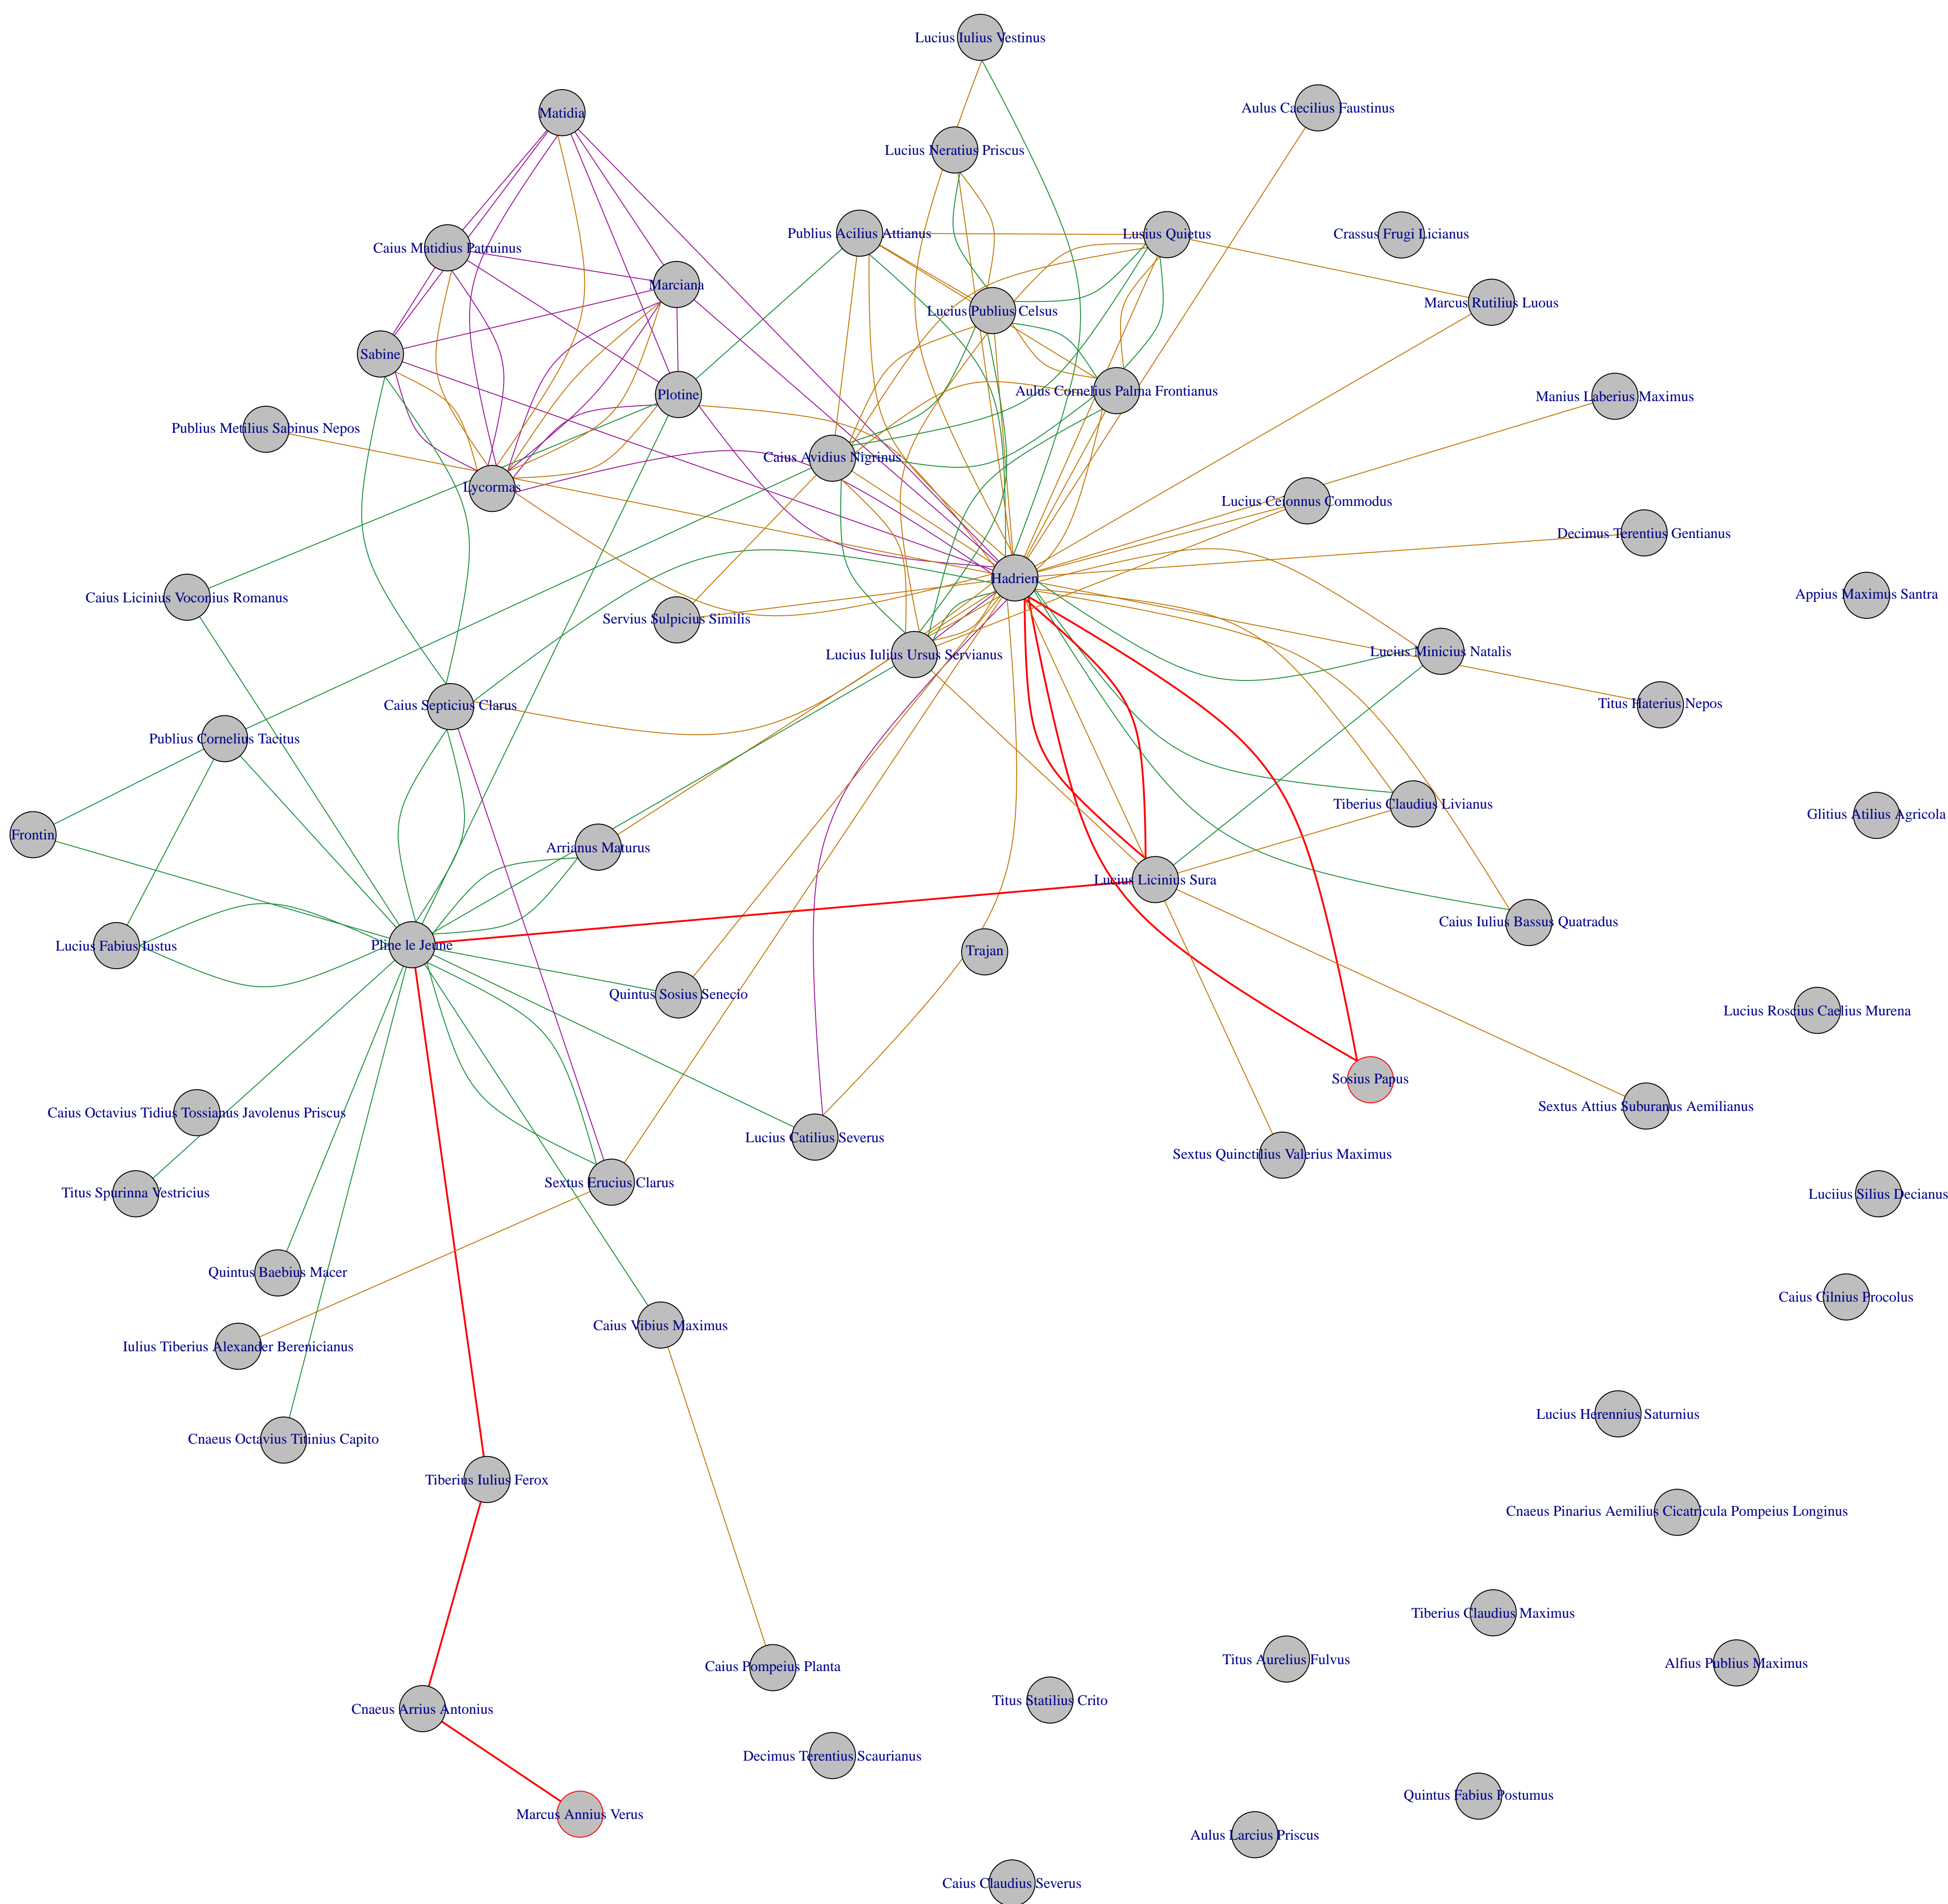 Lucius Iulius Vestinus
Aulus Caecilius Faustinus
Matidia
Lucius Neratius Priscus
Publius Acilius Attianus
Lusius Quietus
Crassus Frugi Licianus
Caius Matidius Patruinus
Marciana
Marcus Rutilius Luous
Lucius Publius Celsus
Sabine
Plotine
Aulus Cornelius Palma Frontianus
Manius Laberius Maximus
Publius Metilius Sabinus Nepos
Caius Avidius Nigrinus
Lycormas
Lucius Ceionnus Commodus
Decimus Terentius Gentianus
Hadrien
Caius Licinius Voconius Romanus
Appius Maximus Santra
Servius Sulpicius Similis
Lucius Iulius Ursus Servianus
Lucius Minicius Natalis
Caius Septicius Clarus
Titus Haterius Nepos
Publius Cornelius Tacitus
Tiberius Claudius Livianus
Glitius Atilius Agricola
Frontin
Arrianus Maturus
Lucius Licinius Sura
Caius Iulius Bassus Quatradus
Lucius Fabius Iustus
Pline le Jeune
Trajan
Quintus Sosius Senecio
Lucius Roscius Caelius Murena
Sosius Papus
Caius Octavius Tidius Tossianus Javolenus Priscus
Sextus Attius Suburanus Aemilianus
Lucius Catilius Severus
Sextus Quinctilius Valerius Maximus
Sextus Erucius Clarus
Titus Spurinna Vestricius
Luciius Silius Decianus
Quintus Baebius Macer
Caius Cilnius Procolus
Caius Vibius Maximus
Iulius Tiberius Alexander Berenicianus
Lucius Herennius Saturnius
Cnaeus Octavius Titinius Capito
Tiberius Iulius Ferox
Cnaeus Pinarius Aemilius Cicatricula Pompeius Longinus
Tiberius Claudius Maximus
Titus Aurelius Fulvus
Alfius Publius Maximus
Caius Pompeius Planta
Titus Statilius Crito
Cnaeus Arrius Antonius
Decimus Terentius Scaurianus
Quintus Fabius Postumus
Marcus Annius Verus
Aulus Larcius Priscus
Caius Claudius Severus